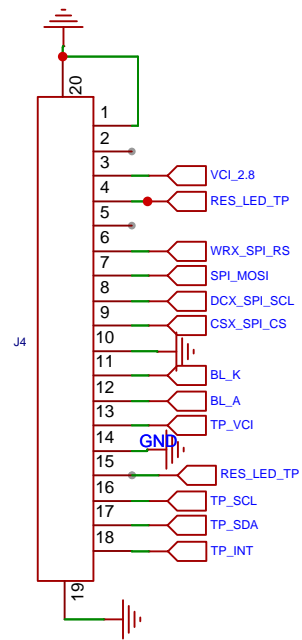 20
1
2
3 VCI_2.8
4 RES_LED_TP
5
6 WRX_SPI_RS
7 SPI_MOSI
8 DCX_SPI_SCL
9 CSX_SPI_CS
J4
10
11 BL_K
12 BL_A
13 TP_VCI
14 GND
15 RES_LED_TP
16 TP_SCL
17 TP_SDA
18 TP_INT
19